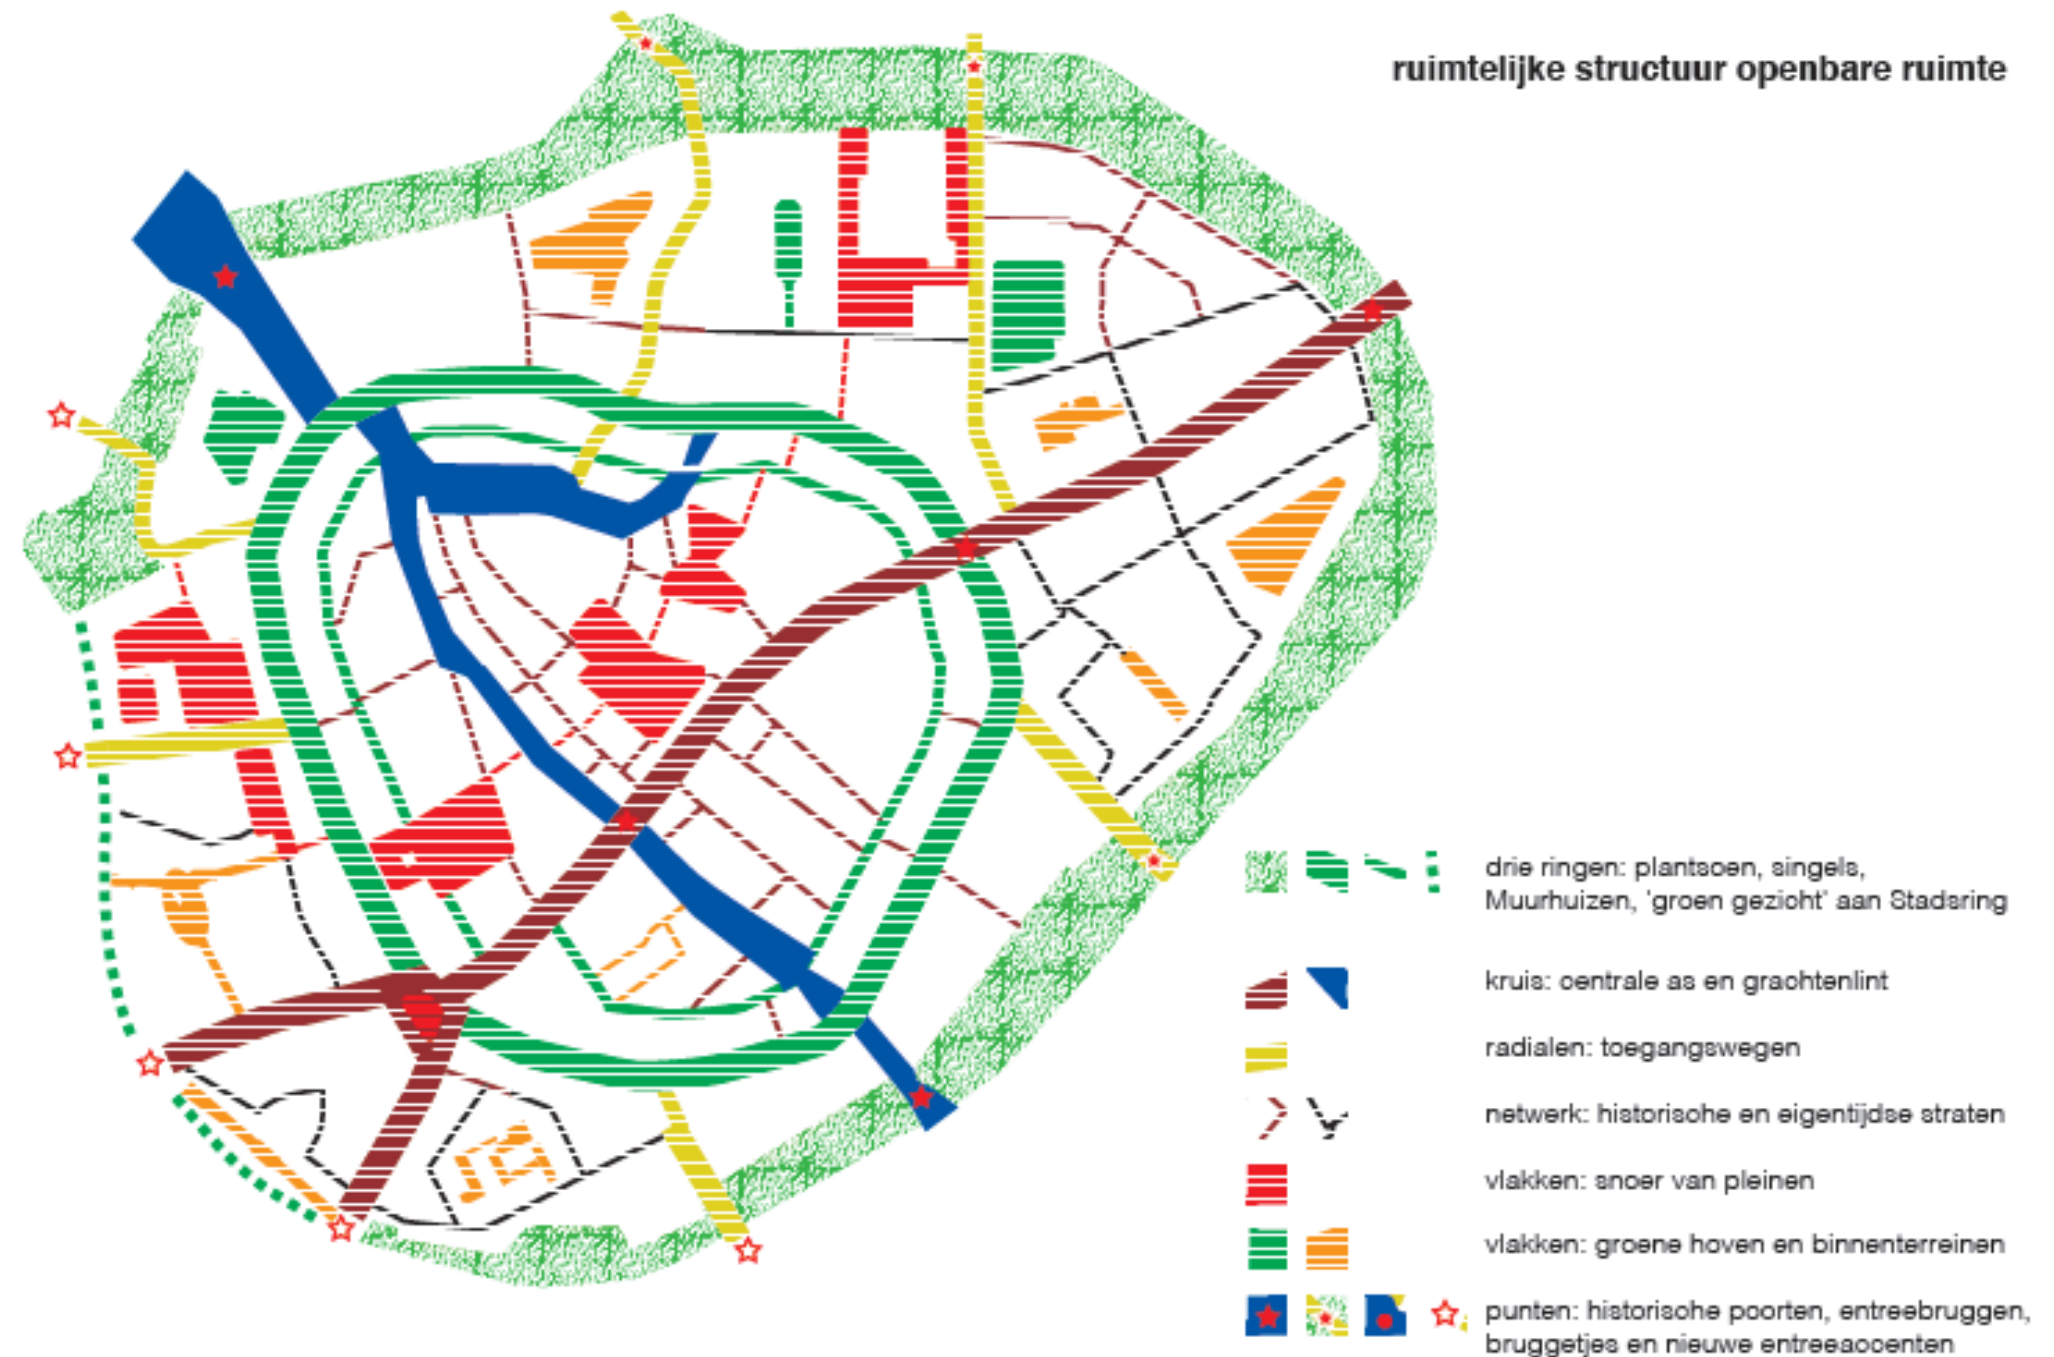 ruimtelijke structuur openbare ruimte
drie ringen: plantsoen, singels,
Muurhuizen, 'groen gezicht' aan Stadsring
kruis: centrale as en grachtenlint
radialen: toegangswegen
netwerk: historische en eigentijdse straten
vlakken: snoer van pleinen
vlakken: groene hoven en binnenterreinen
punten: historische poorten, entreebruggen,
bruggetjes en nieuwe entreeaccenten